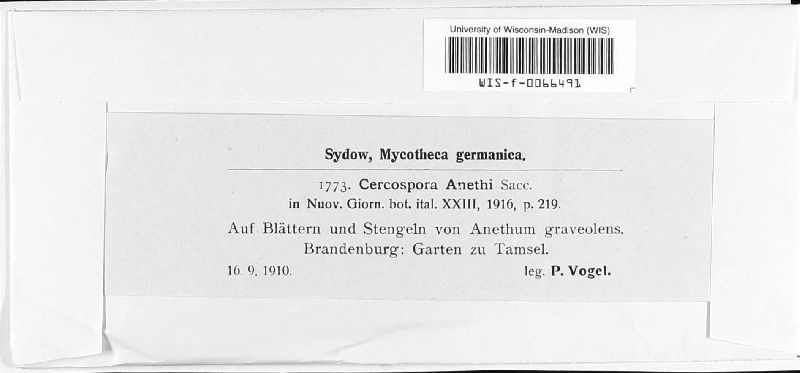 University of Wisconsin-Madison (WIS)
WIS-f-0066491
Sydow, Mycotheca germanica.
1773. Cercospora Anethi Sacc.
in Nuov. Giorn. bot. ital. XXIII, 1916, p. 219.
Auf Blättern und Stengeln von Anethum graveolens.
Brandenburg: Garten zu Tamsel.
16. 9. 1910. leg. P. Vogel.